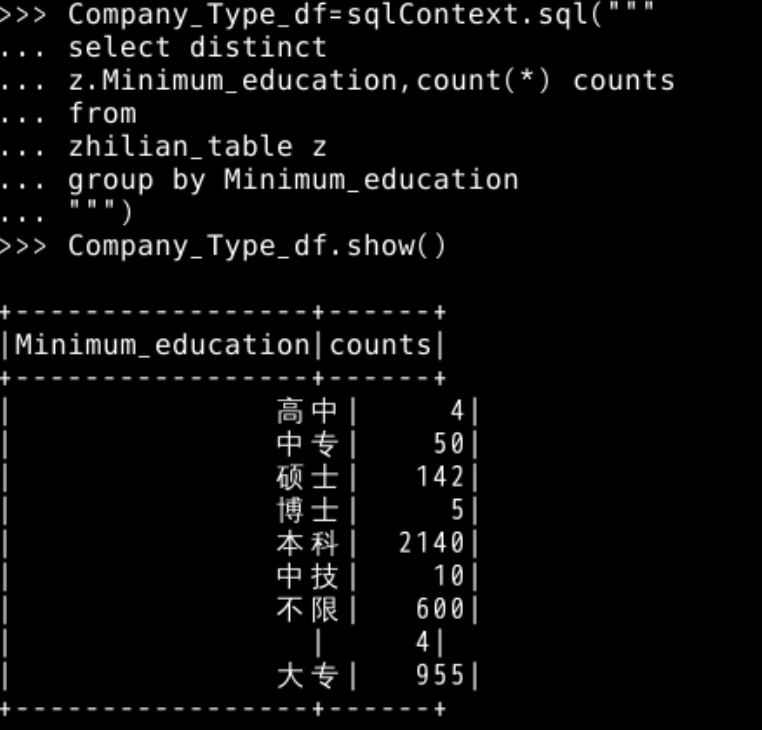 >>> Company_Type_df=sqlContext.sql("""
... select distinct
... z.Minimum_education,count(*) counts
... from
... zhilian_table z
... group by Minimum_education
... """)
>>> Company_Type_df.show()
+-----------------+------+
|Minimum_education|counts|
+-----------------+------+
|               高中|     4|
|               中专|    50|
|               硕士|   142|
|               博士|     5|
|               本科|  2140|
|               中技|    10|
|               不限|   600|
|                 |     4|
|               大专|   955|
+-----------------+------+